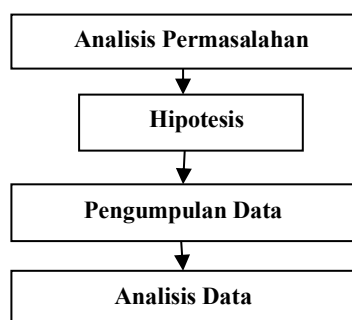 Analisis Permasalahan
Hipotesis
Pengumpulan Data
Analisis Data